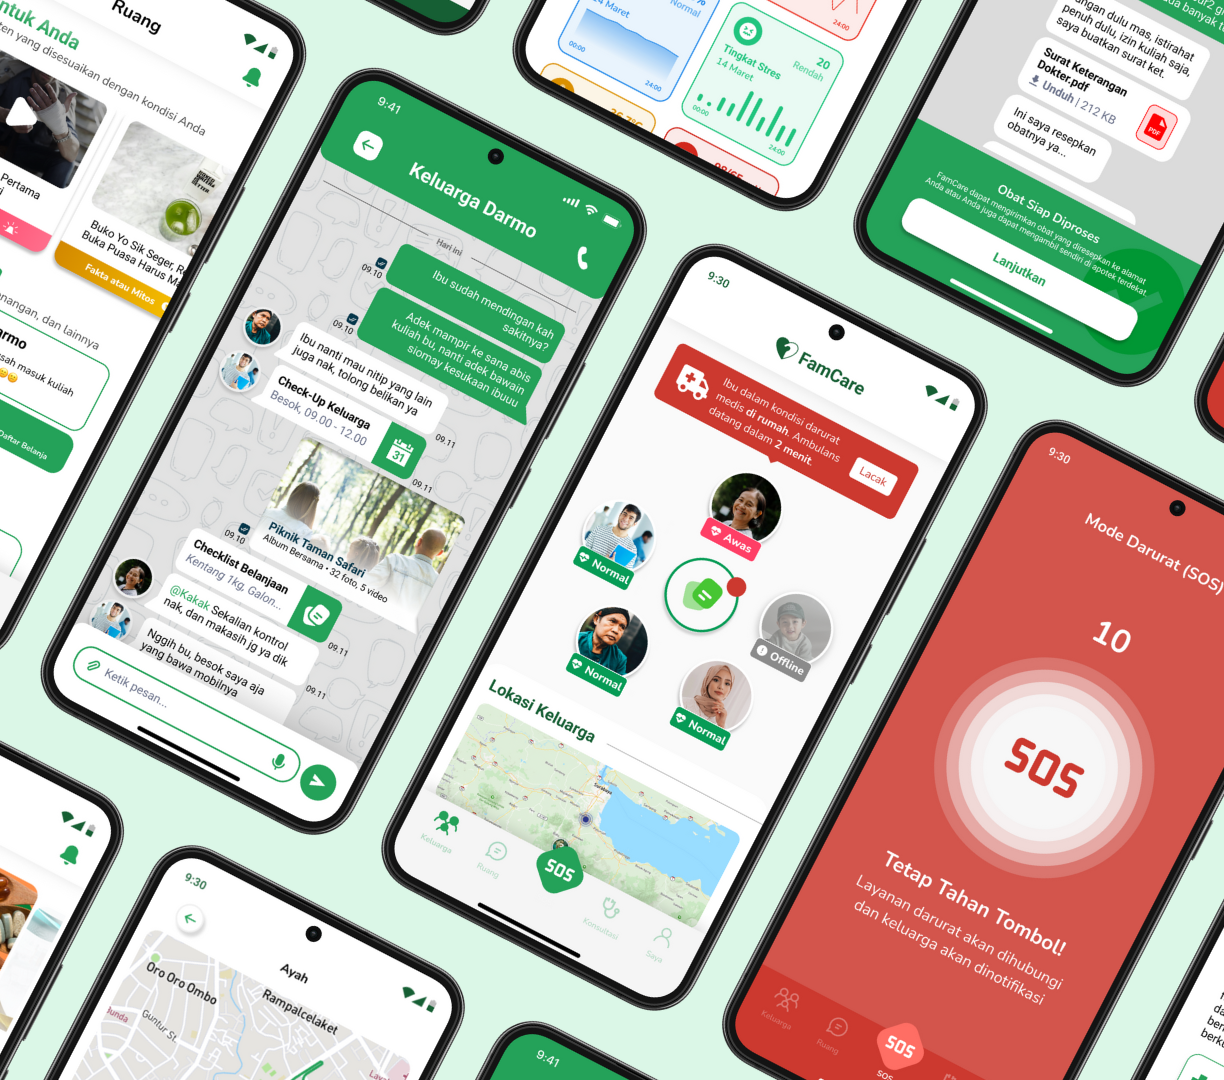 Ruang
ntuk Anda
ten yang disesuaikan dengan kondisi Anda
Pertama
Buko Yo Sik Seger,
Buka Puasa Harus
Fakta atau Mitos
nangan, dan lainnya
armo
sah masuk kuliah
Daftar Belanja
9:41
Keluarga Darmo
Hari ini
Ibu sudah mendingan kah
sakitnya?
09.10
Adek mampir ke sana abis
kuliah bu, nanti adek bawain
siomay kesukaan ibuuu
09.10
Ibu nanti mau nitip yang lain
juga nak, tolong belikan ya
09.11
Check-Up Keluarga
Besok, 09.00 - 12.00
31
09.11
Piknik Taman Safari
Album Bersama • 32 foto, 5 video
09.10
Checklist Belanjaan
Kentang 1kg, Galon...
@Kakak Sekalian kontrol
nak, dan makasih jg ya dik
09.11
Nggih bu, besok saya aja
yang bawa mobilnya
09.11
Ketik pesan...
14 Maret
Normal
%
00:00
24:00
24:00
Tingkat Stres
14 Maret
20
Rendah
00:00
24:00
ngan dulu mas, istirahat
penuh dulu, izin kuliah saja,
saya buatkan surat ket.
Surat Keterangan
Dokter.pdf
Unduh | 212 KB
PDF
Ini saya resepkan
obatnya ya...
Obat Siap Diproses
FamCare dapat mengirimkan obat yang diresepkan ke alamat
Anda atau Anda juga dapat mengambil sendiri di apotek terdekat.
Lanjutkan
9:30
FamCare
Ibu dalam kondisi darurat
medis di rumah. Ambulans
datang dalam 2 menit.
Lacak
Awas
Normal
Normal
Offline
Normal
Lokasi Keluarga
Surabaya
Keluarga
Ruang
SOS
Konsultasi
Saya
9:30
Mode Darurat (SOS)
10
SOS
Tetap Tahan Tombol!
Layanan darurat akan dihubungi
dan keluarga akan dinotifikasi
Keluarga
Ruang
SOS
SOS
9:30
Ayah
Oro Oro Ombo
Rampalcelaket
Guntur St.
9:41